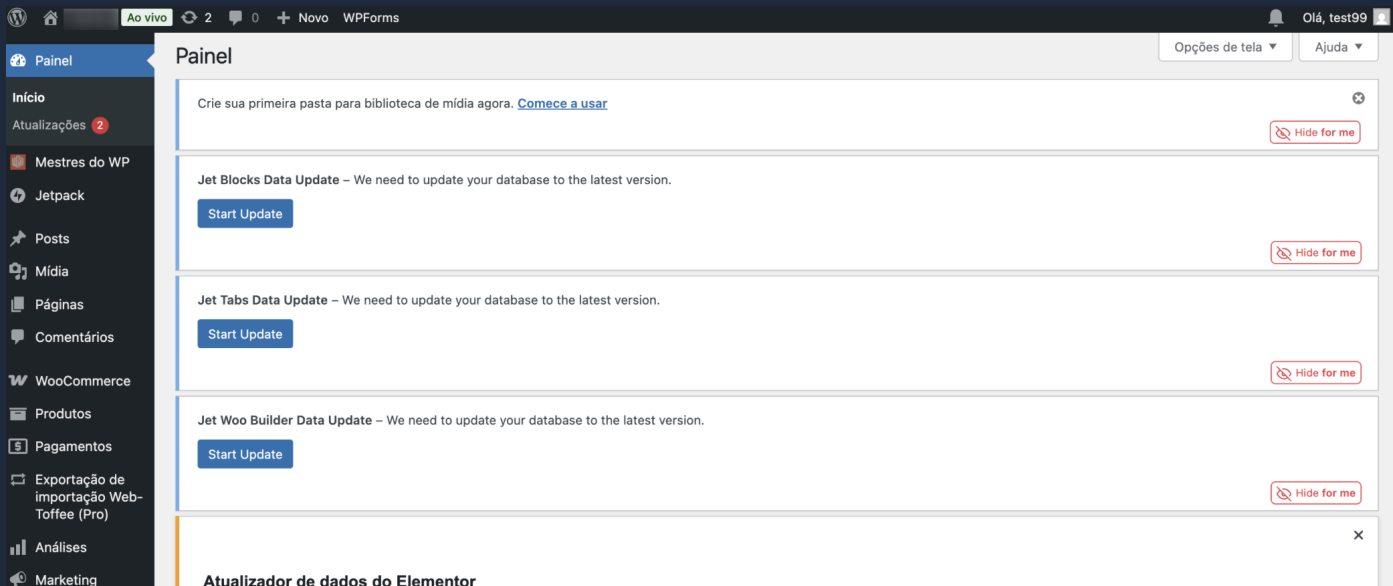 Ao vivo 2 0 Novo WPForms Olá, test99
Painel
Início
Atualizações 2
Mestres do WP
Jetpack
Posts
Mídia
Páginas
Comentários
WooCommerce
Produtos
Pagamentos
Exportação de
importação Web-
Toffee (Pro)
Análises
Marketing
Painel
Opções de tela Ajuda
Crie sua primeira pasta para biblioteca de mídia agora. Comece a usar
Hide for me
Jet Blocks Data Update – We need to update your database to the latest version.
Start Update
Hide for me
Jet Tabs Data Update – We need to update your database to the latest version.
Start Update
Hide for me
Jet Woo Builder Data Update – We need to update your database to the latest version.
Start Update
Hide for me
Atualizador de dados do Elementor